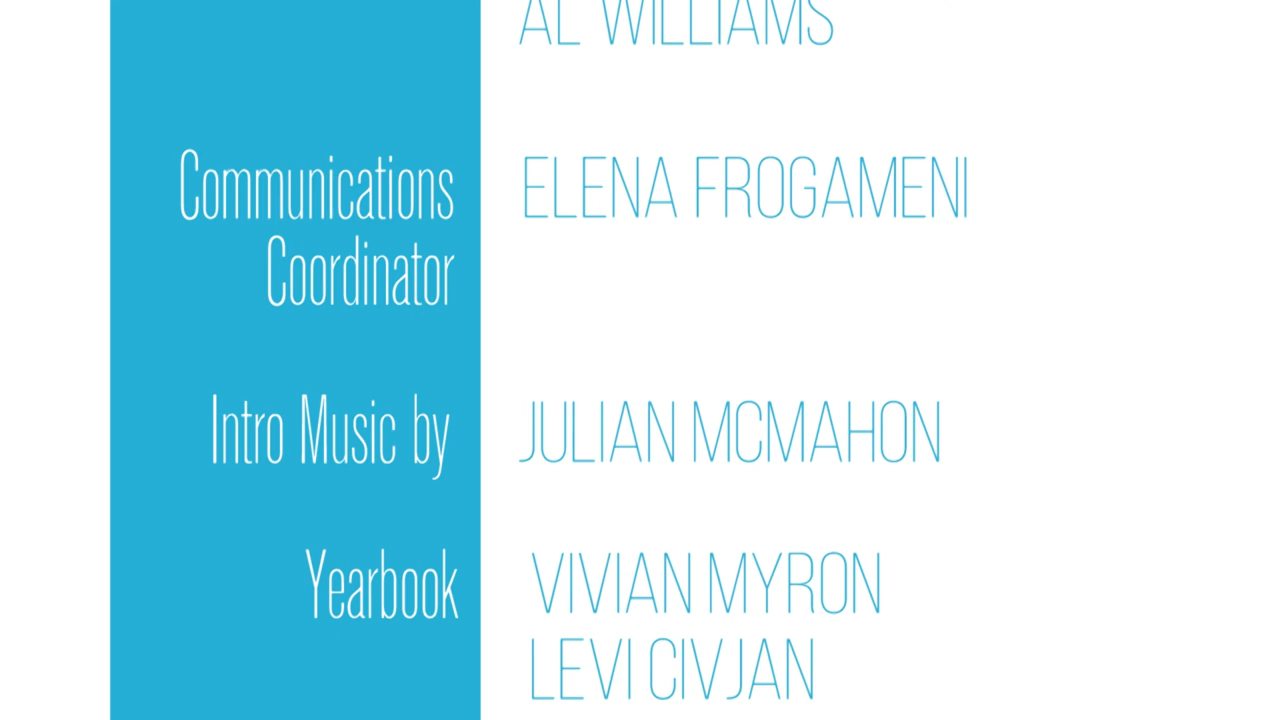 AL WILLIAMS
Communications ELENA FROGAMENI
Coordinator
Intro Music by JULIAN MCMAHON
Yearbook VIVIAN MYRON
LEVI CIVJAN